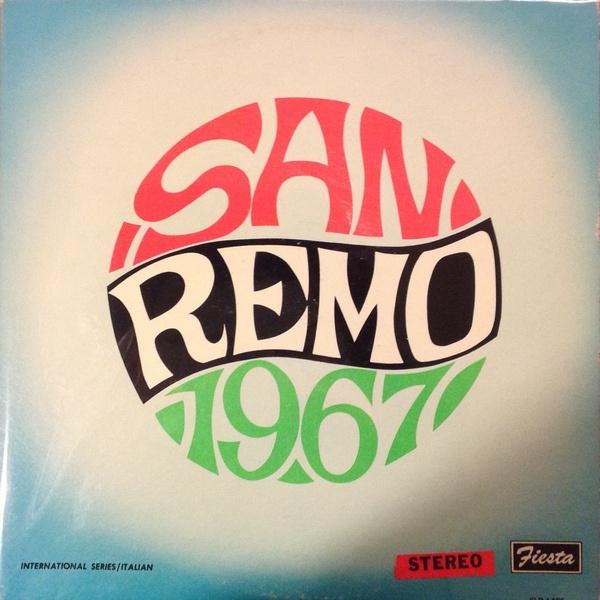 SAN
REMO
1967
INTERNATIONAL SERIES/ITALIAN
STEREO
Fiesta